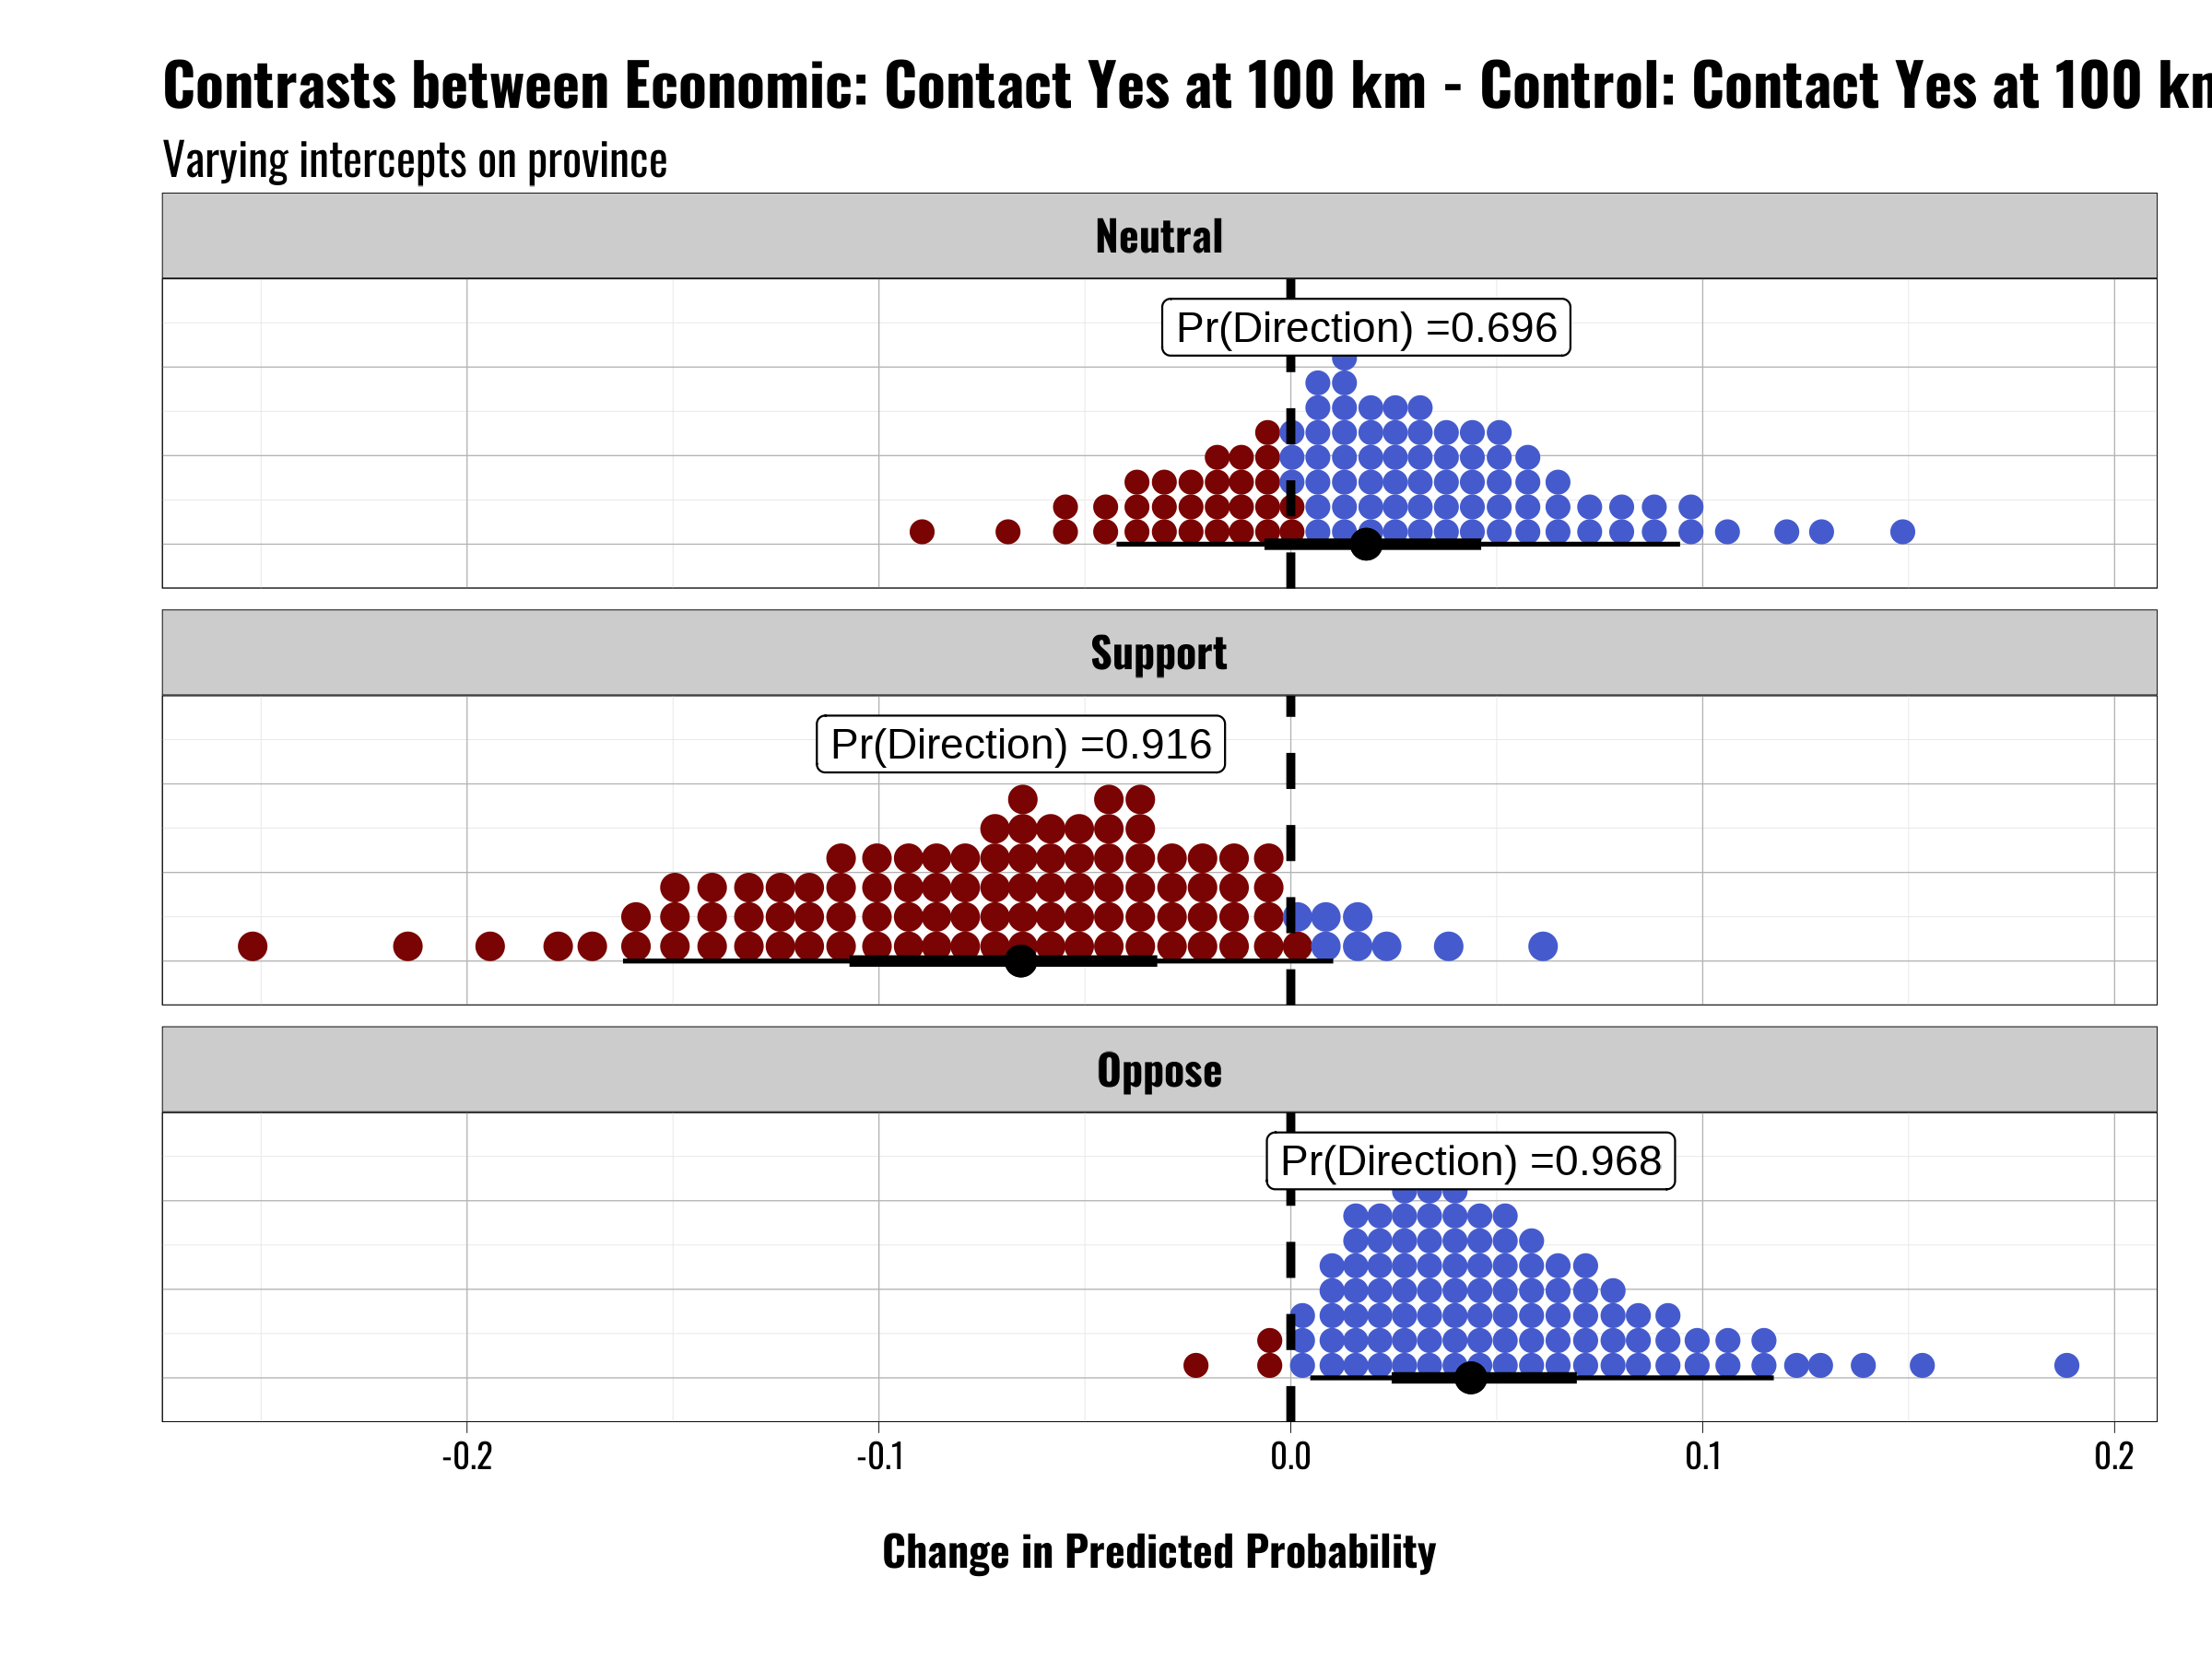 Contrasts between Economic: Contact Yes at 100 km - Control: Contact Yes at 100 km
Varying intercepts on province
Neutral
Pr(Direction) =0.696
Support
Pr(Direction) =0.916
Oppose
Pr(Direction) =0.968
-0.2 -0.1 0.0 0.1 0.2
Change in Predicted Probability